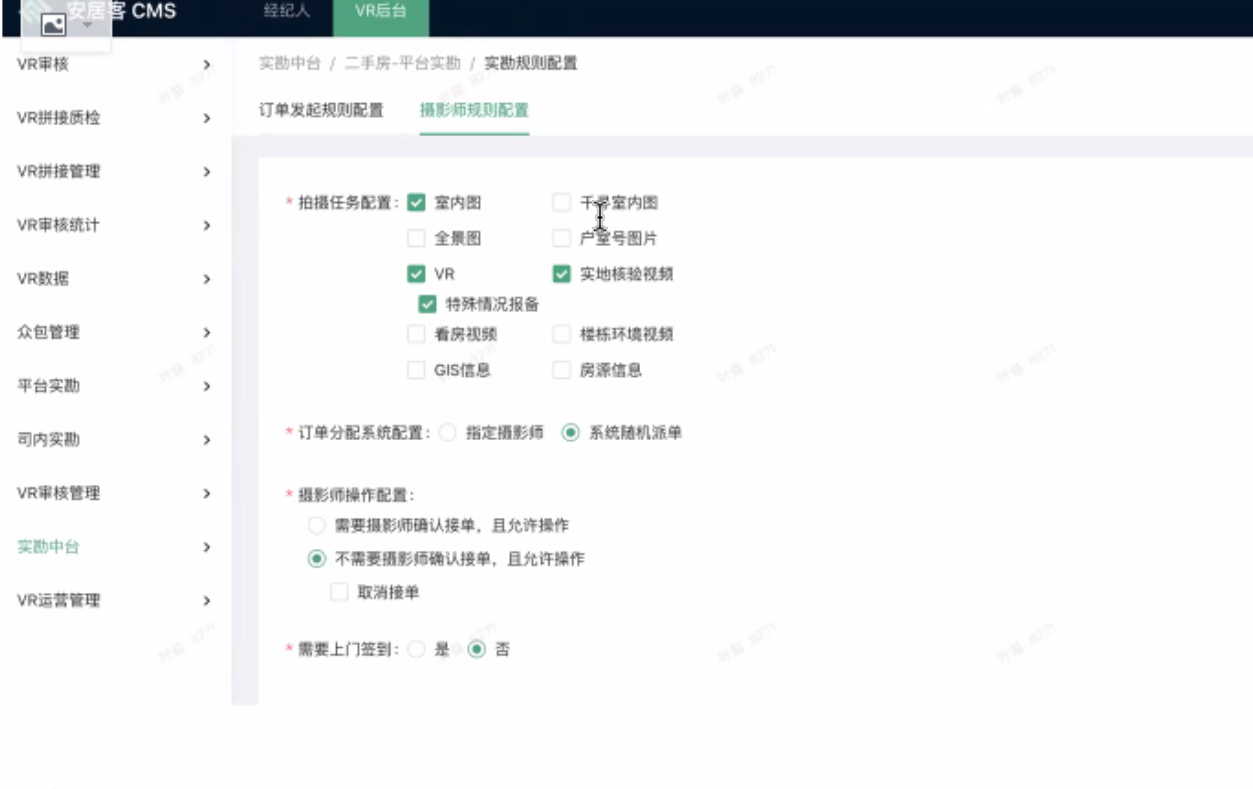 安居客 CMS
经纪人
VR后台
VR审核
VR拼接质检
VR拼接管理
VR审核统计
VR数据
众包管理
平台实勘
司内实勘
VR审核管理
实勘中台
VR运营管理
实勘中台 / 二手房-平台实勘 / 实勘规则配置
订单发起规则配置
摄影师规则配置
* 拍摄任务配置:
室内图
千寻室内图
全景图
户室号图片
VR
实地核验视频
特殊情况报备
看房视频
楼栋环境视频
GIS信息
房源信息
* 订单分配系统配置:
指定摄影师
系统随机派单
* 摄影师操作配置:
需要摄影师确认接单，且允许操作
不需要摄影师确认接单，且允许操作
取消接单
* 需要上门签到:
是
否